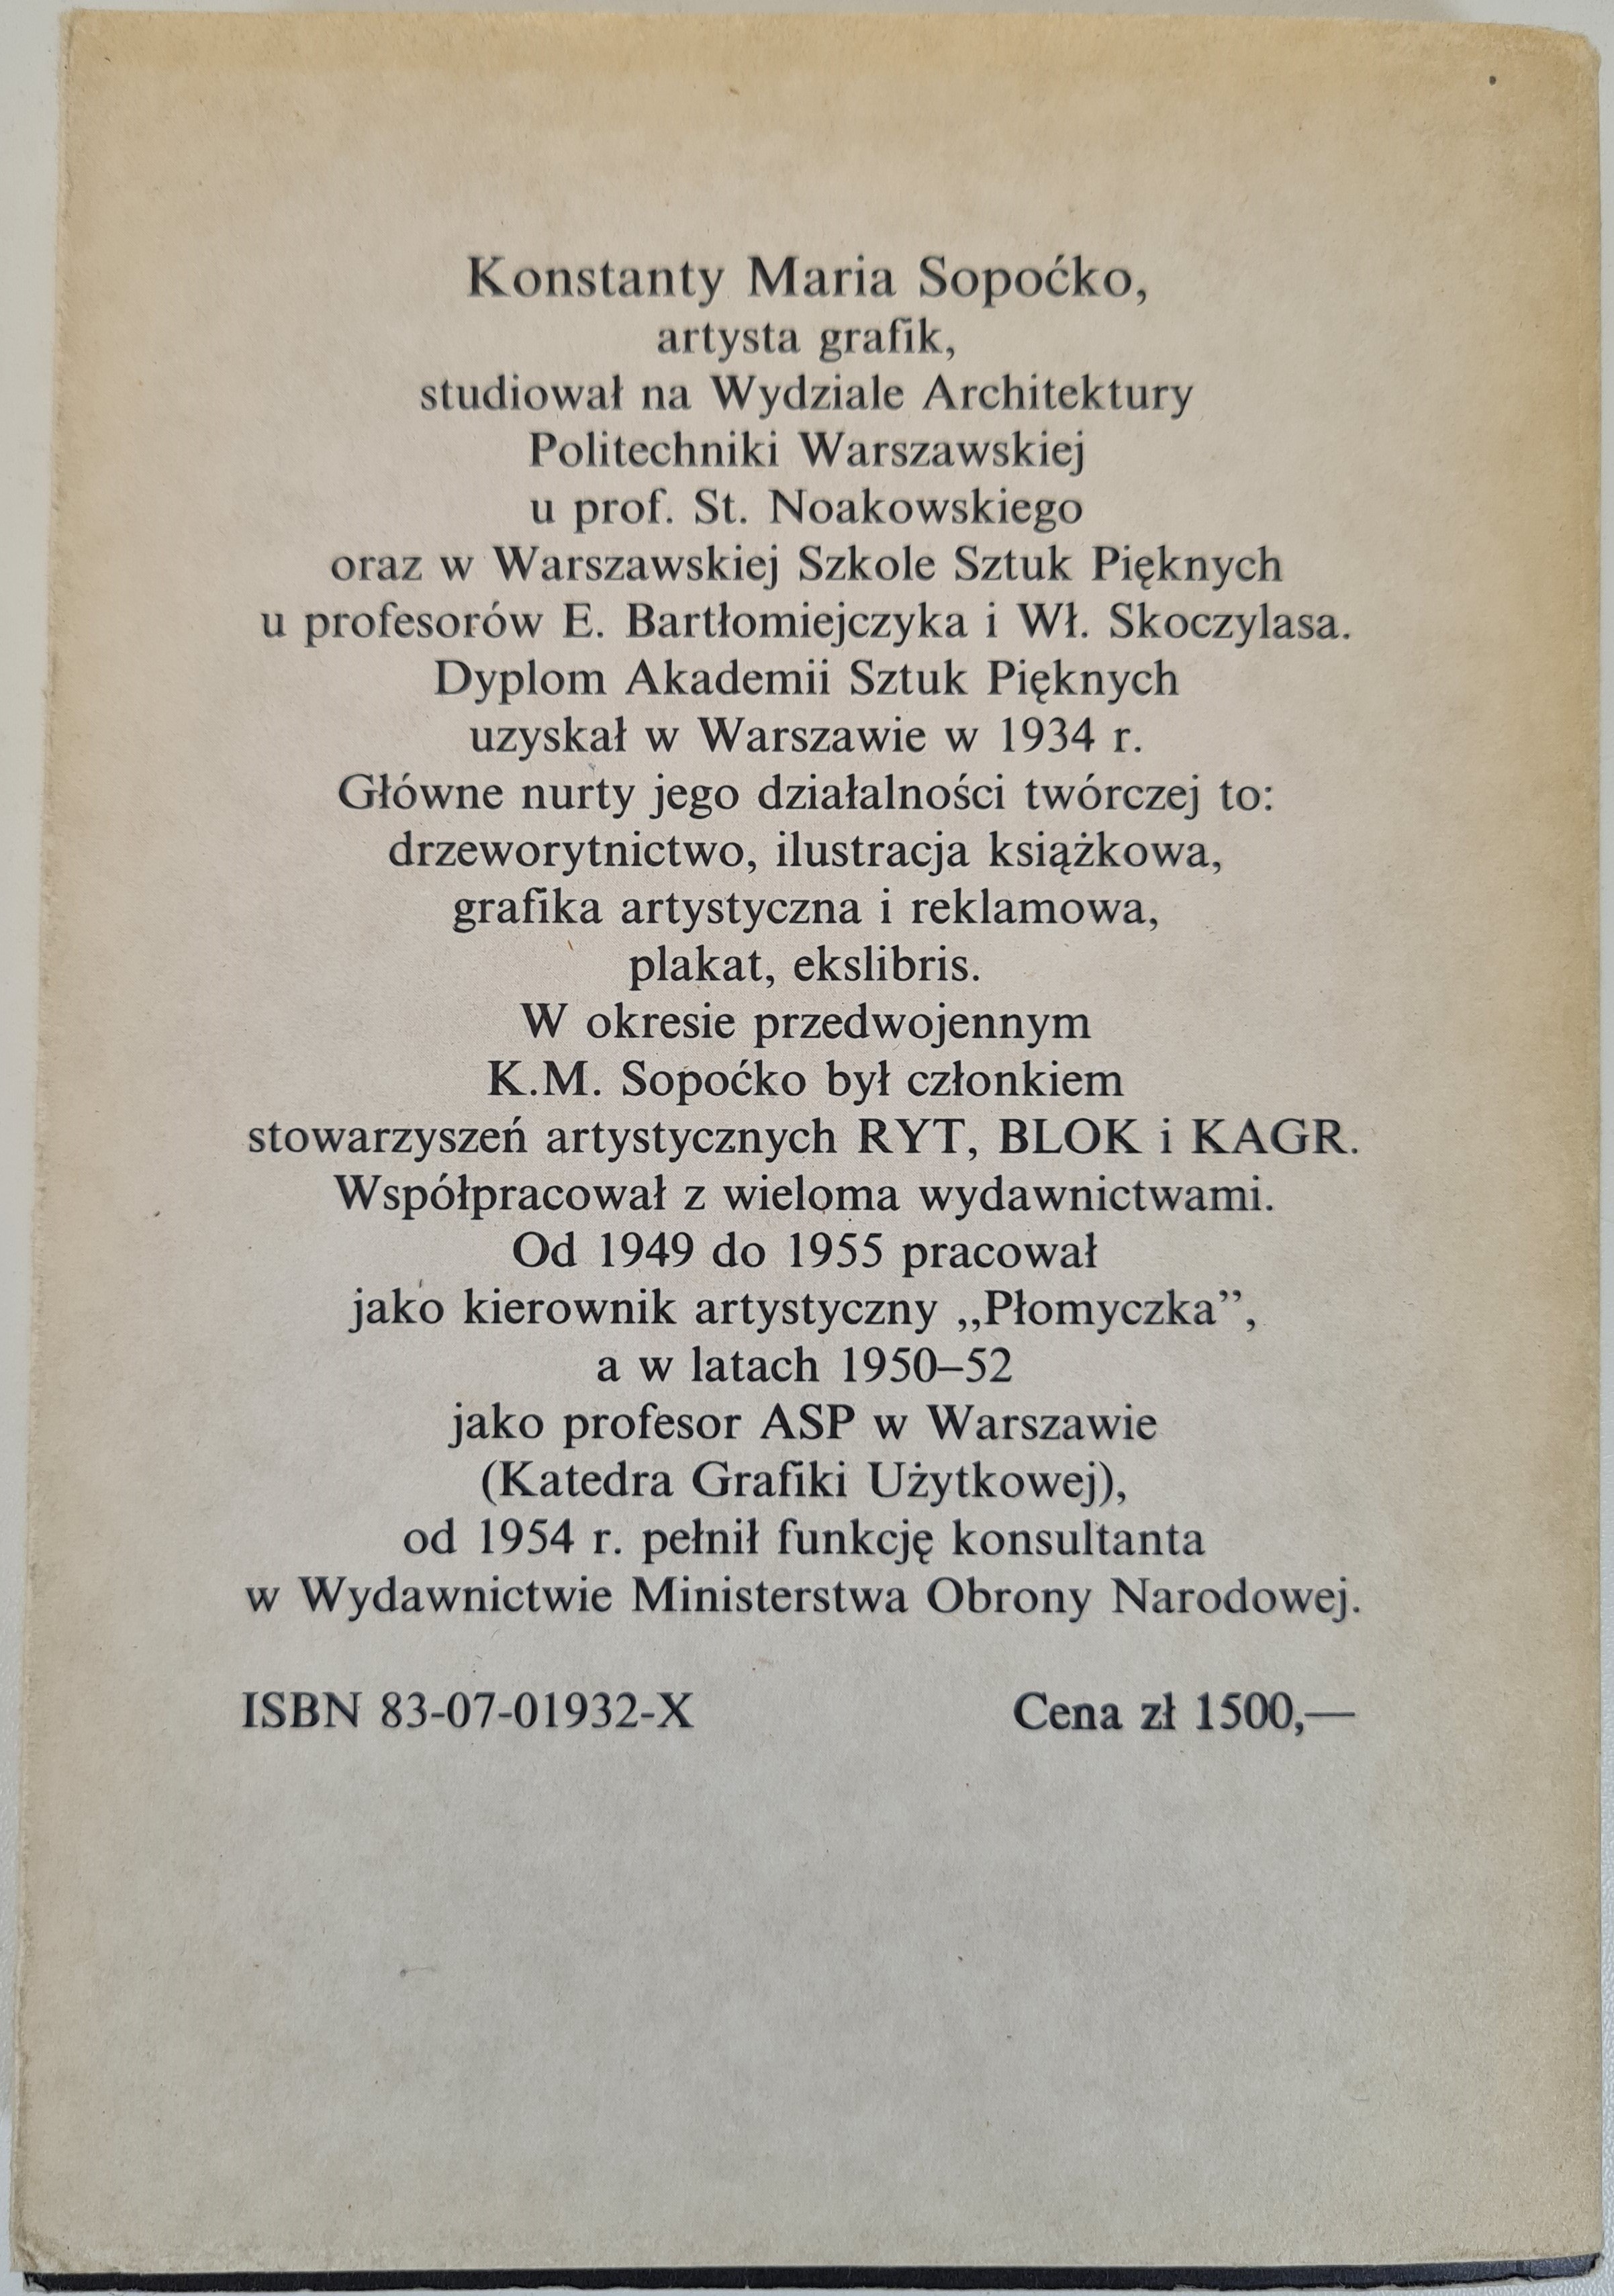 Konstanty Maria Sopoćko,
artysta grafik,
studiował na Wydziale Architektury
Politechniki Warszawskiej
u prof. St. Noakowskiego
oraz w Warszawskiej Szkole Sztuk Pięknych
u profesorów E. Bartłomiejczyka i Wł. Skoczylasa.
Dyplom Akademii Sztuk Pięknych
uzyskał w Warszawie w 1934 r.
Główne nurty jego działalności twórczej to:
drzeworytnictwo, ilustracja książkowa,
grafika artystyczna i reklamowa,
plakat, ekslibris.
W okresie przedwojennym
K.M. Sopoćko był członkiem
stowarzyszeń artystycznych RYT, BLOK i KAGR.
Współpracował z wieloma wydawnictwami.
Od 1949 do 1955 pracował
jako kierownik artystyczny „Płomyczka”,
a w latach 1950–52
jako profesor ASP w Warszawie
(Katedra Grafiki Użytkowej),
od 1954 r. pełnił funkcję konsultanta
w Wydawnictwie Ministerstwa Obrony Narodowej.
ISBN 83-07-01932-X Cena zł 1500,—